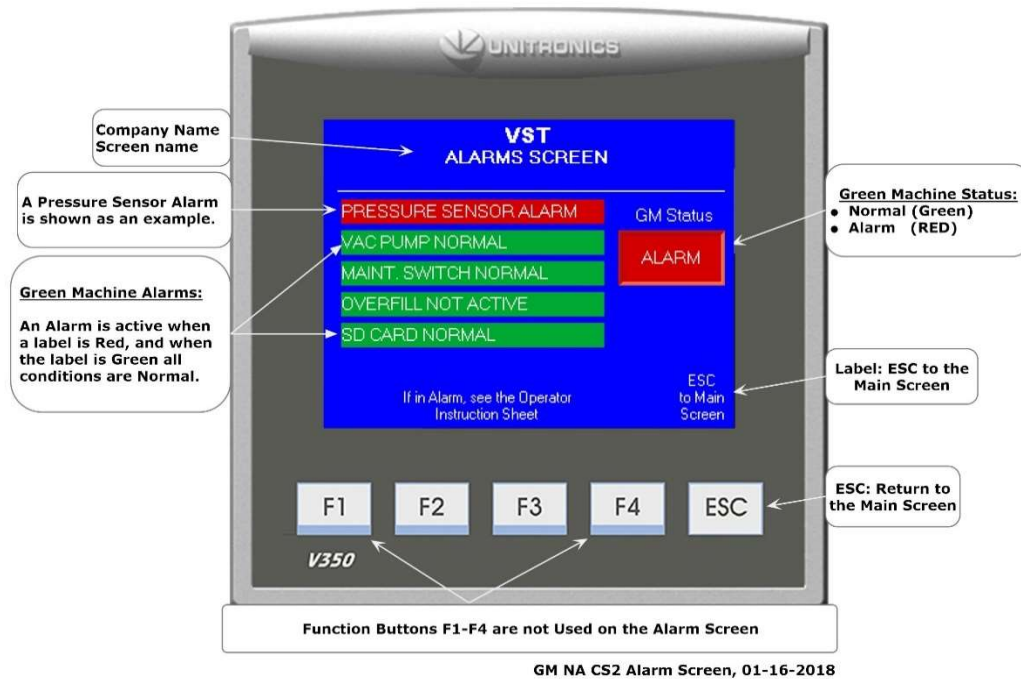 UNITRONICS
Company Name
Screen name
VST
ALARMS SCREEN
A Pressure Sensor Alarm
is shown as an example.
PRESSURE SENSOR ALARM
VAC PUMP NORMAL
MAINT. SWITCH NORMAL
OVERFILL NOT ACTIVE
SD CARD NORMAL
GM Status
ALARM
Green Machine Status:
● Normal (Green)
● Alarm (RED)
Green Machine Alarms:
An Alarm is active when
a label is Red, and when
the label is Green all
conditions are Normal.
If in Alarm, see the Operator
Instruction Sheet
ESC
to Main
Screen
Label: ESC to the
Main Screen
F1 F2 F3 F4 ESC
ESC: Return to
the Main Screen
V350
Function Buttons F1-F4 are not Used on the Alarm Screen
GM NA CS2 Alarm Screen, 01-16-2018